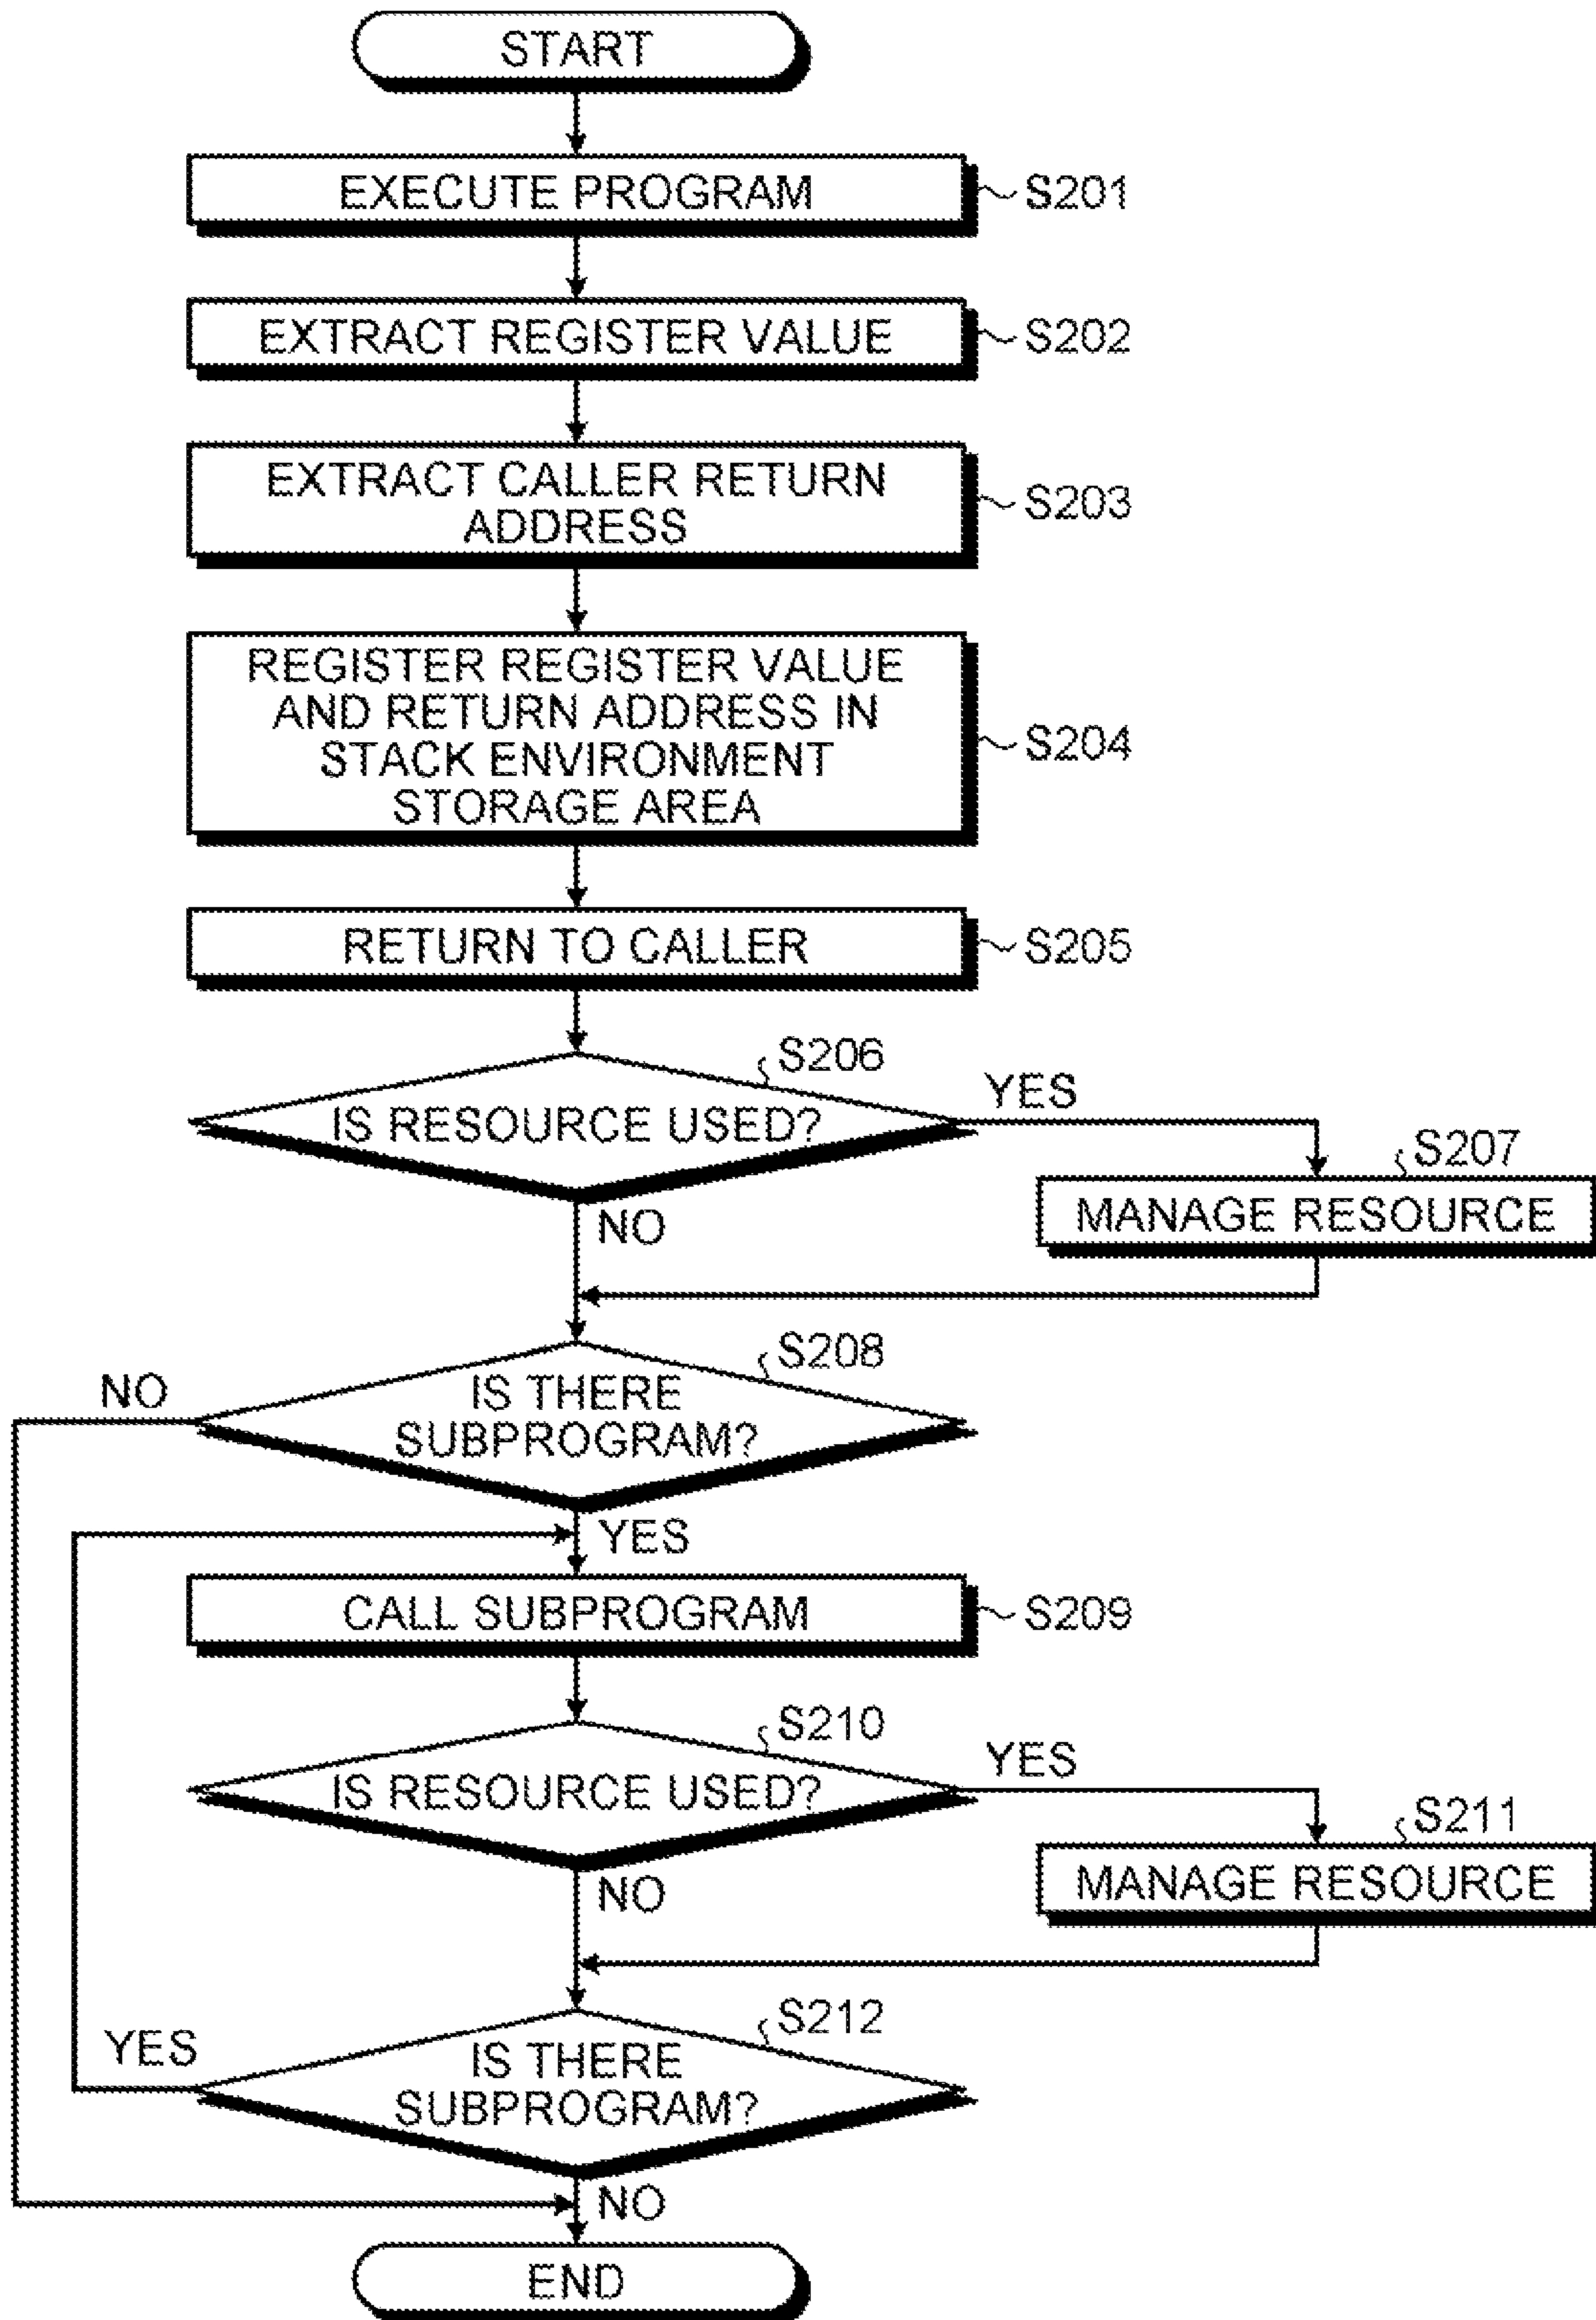 START
EXECUTE PROGRAM
S201
EXTRACT REGISTER VALUE
S202
EXTRACT CALLER RETURN
ADDRESS
S203
REGISTER REGISTER VALUE
AND RETURN ADDRESS IN
STACK ENVIRONMENT
STORAGE AREA
S204
RETURN TO CALLER
S205
S206
IS RESOURCE USED?
YES
NO
S207
MANAGE RESOURCE
S208
IS THERE
SUBPROGRAM?
NO
YES
CALL SUBPROGRAM
S209
S210
IS RESOURCE USED?
YES
NO
S211
MANAGE RESOURCE
S212
IS THERE
SUBPROGRAM?
YES
NO
END